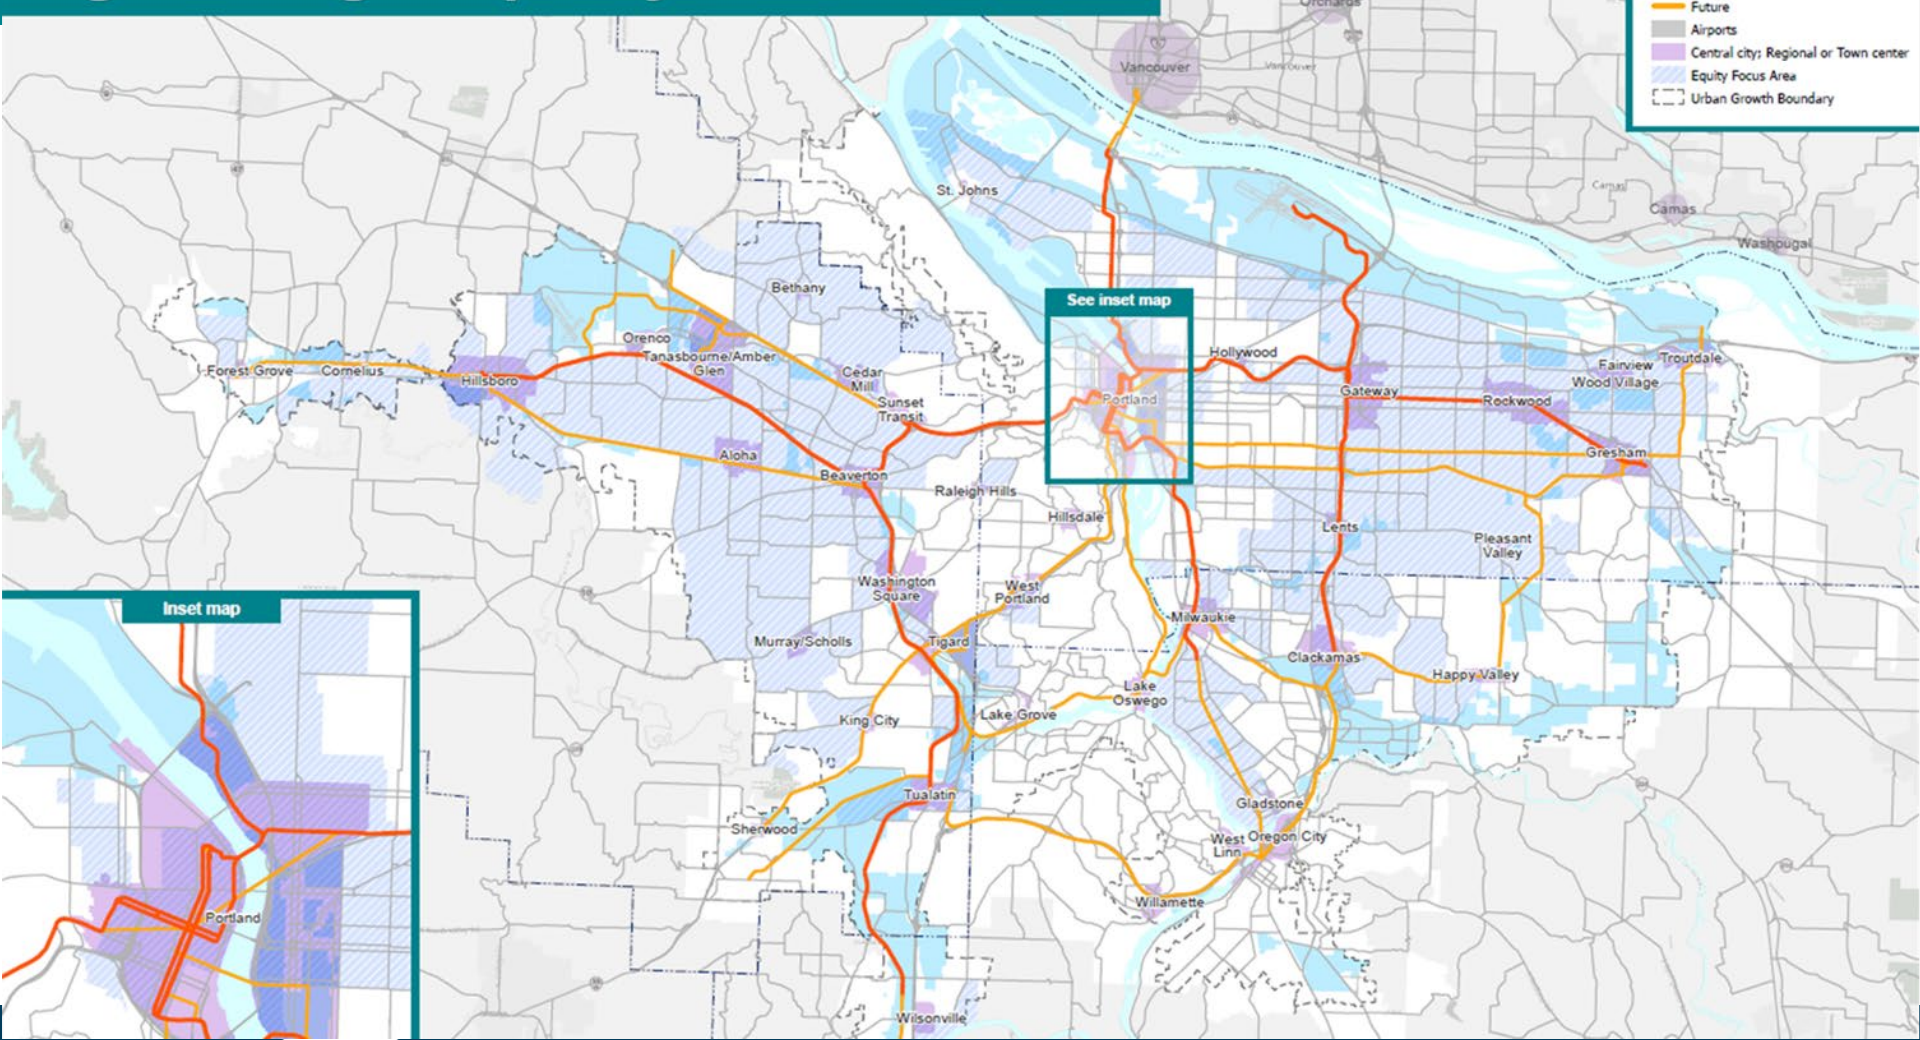 Orchards
Future
Airports
Central city; Regional or Town center
Equity Focus Area
Urban Growth Boundary
Vancouver
Vancouver
St. Johns
Camas
Camas
Washougal
Bethany
See inset map
Orenco
Tanasbourne/Amber
Glen
Forest Grove
Cornelius
Hillsboro
Cedar
Mill
Sunset
Transit
Hollywood
Portland
Gateway
Rockwood
Fairview
Wood Village
Troutdale
Gresham
Aloha
Beaverton
Raleigh Hills
Hillsdale
Lents
Pleasant
Valley
Washington
Square
West
Portland
Milwaukie
Murray/Scholls
Tigard
Clackamas
Happy Valley
Lake
Oswego
Lake Grove
King City
Tualatin
Sherwood
Gladstone
West
Linn
Oregon City
Willamette
Wilsonville
Inset map
Portland